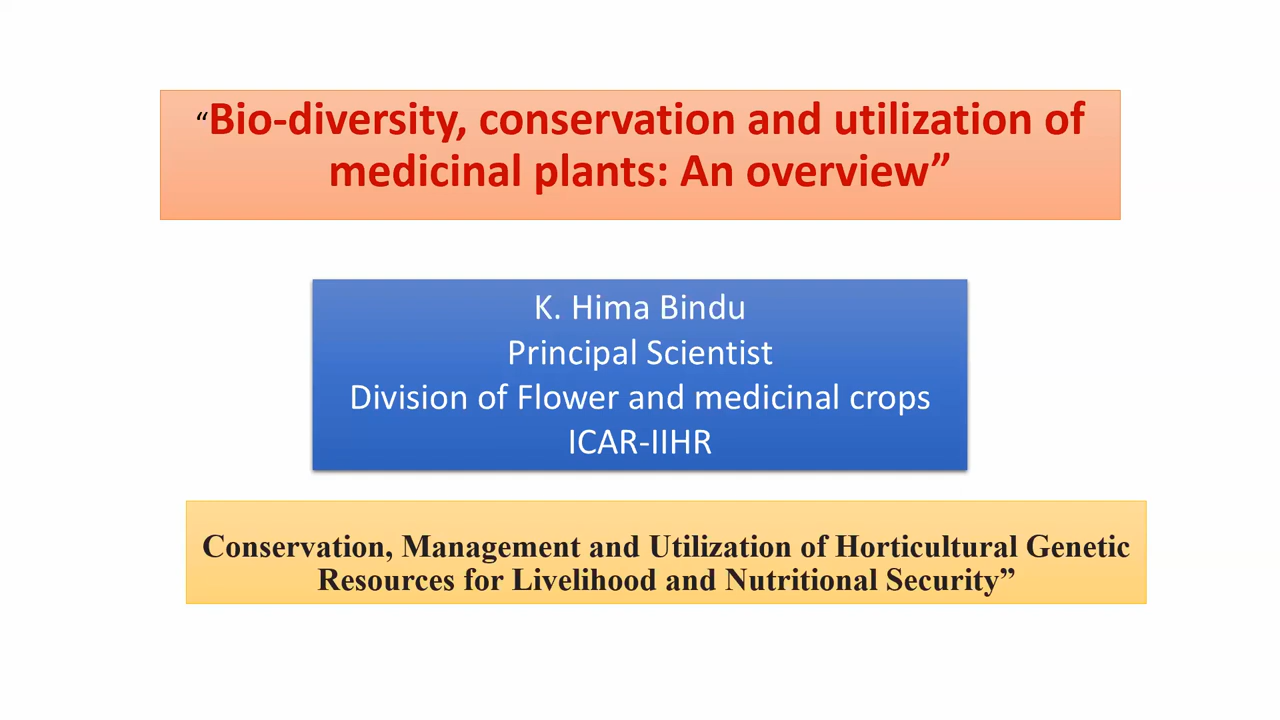 “Bio-diversity, conservation and utilization of
medicinal plants: An overview”
K. Hima Bindu
Principal Scientist
Division of Flower and medicinal crops
ICAR-IIHR
Conservation, Management and Utilization of Horticultural Genetic
Resources for Livelihood and Nutritional Security”